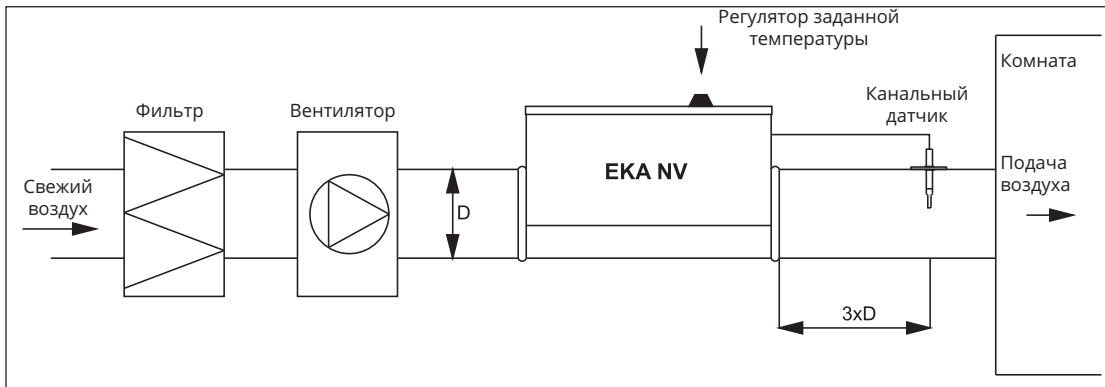 Регулятор заданной
температуры
Комната
Фильтр
Вентилятор
Канальный
датчик
EKA NV
Свежий
воздух
D
Подача
воздуха
3xD